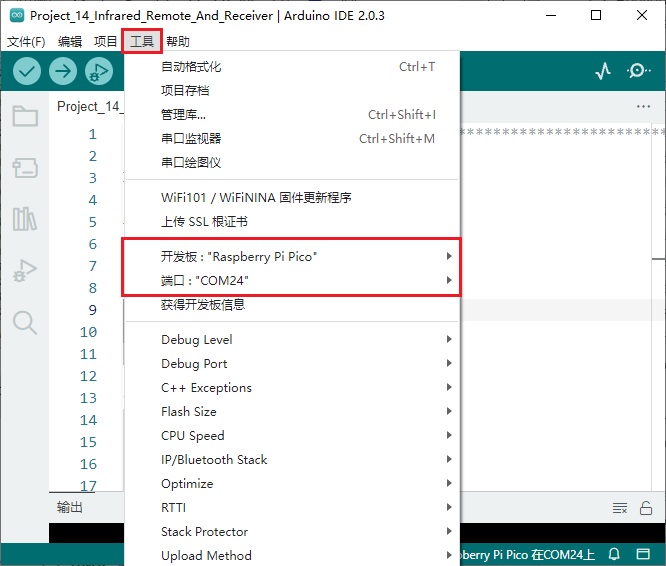 Project_14_Infrared_Remote_And_Receiver | Arduino IDE 2.0.3
文件(F) 编辑 项目 工具 帮助
自动格式化 Ctrl+T
项目存档
Project_14_
管理库... Ctrl+Shift+I
1
串口监视器 Ctrl+Shift+M
2
串口绘图仪
3
WiFi101 / WiFiNINA 固件更新程序
4
上传 SSL 根证书
5
6
开发板 : "Raspberry Pi Pico"
7
端口 : "COM24"
8
获得开发板信息
9
10
Debug Level
11
Debug Port
12
C++ Exceptions
13
Flash Size
14
CPU Speed
15
IP/Bluetooth Stack
16
Optimize
17
RTTI
输出
Stack Protector
Upload Method
berry Pi Pico 在COM24上